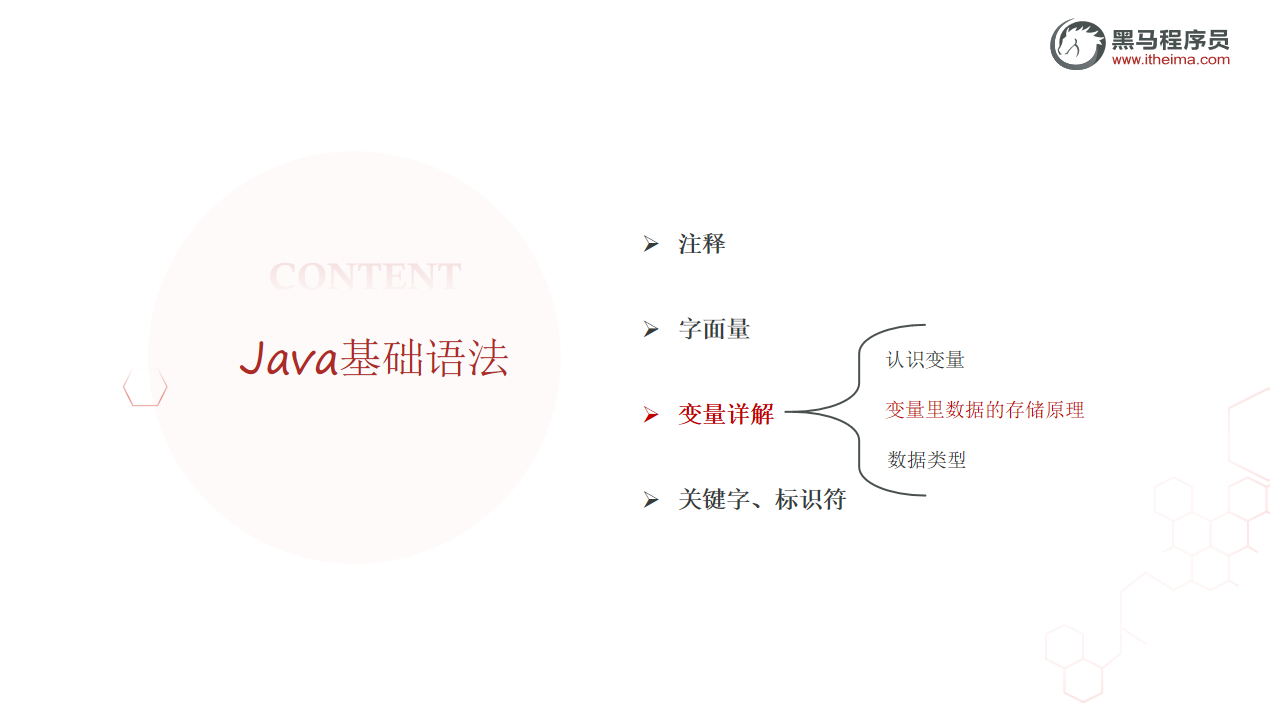 黑马程序员
www.itheima.com
CONTENT
Java基础语法
注释
字面量
变量详解
认识变量
变量里数据的存储原理
数据类型
关键字、标识符